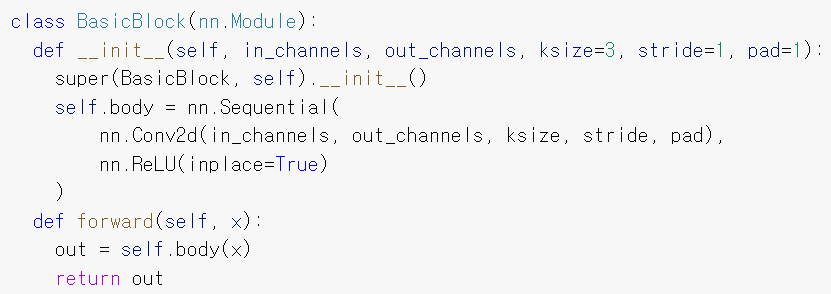 class BasicBlock(nn.Module):
  def __init__(self, in_channels, out_channels, ksize=3, stride=1, pad=1):
    super(BasicBlock, self).__init__()
    self.body = nn.Sequential(
        nn.Conv2d(in_channels, out_channels, ksize, stride, pad),
        nn.ReLU(inplace=True)
    )
  def forward(self, x):
    out = self.body(x)
    return out